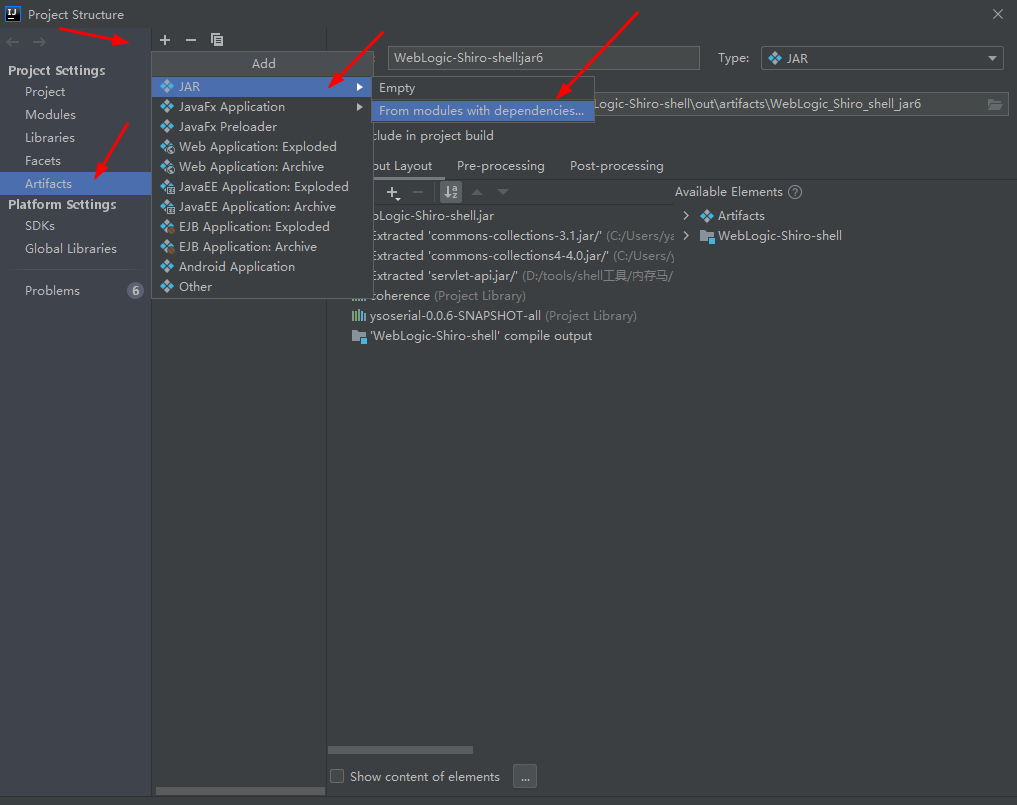 Project Structure
Project Settings
Project
Modules
Libraries
Facets
Artifacts
Platform Settings
SDKs
Global Libraries
Problems
6
Add
JAR
JavaFx Application
JavaFx Preloader
Web Application: Exploded
Web Application: Archive
JavaEE Application: Exploded
JavaEE Application: Archive
EJB Application: Exploded
EJB Application: Archive
Android Application
Other
Empty
From modules with dependencies...
WebLogic-Shiro-shell:jar6
Type:
JAR
Logic-Shiro-shell\out\artifacts\WebLogic_Shiro_shell_jar6
clude in project build
put Layout
Pre-processing
Post-processing
Available Elements
Artifacts
WebLogic-Shiro-shell
bLogic-Shiro-shell.jar
Extracted 'commons-collections-3.1.jar/' (C:/Users/ya
Extracted 'commons-collections4-4.0.jar/' (C:/Users/y
Extracted 'servlet-api.jar/' (D:/tools/shell工具/内存马/
coherence (Project Library)
ysoserial-0.0.6-SNAPSHOT-all (Project Library)
'WebLogic-Shiro-shell' compile output
Show content of elements
...